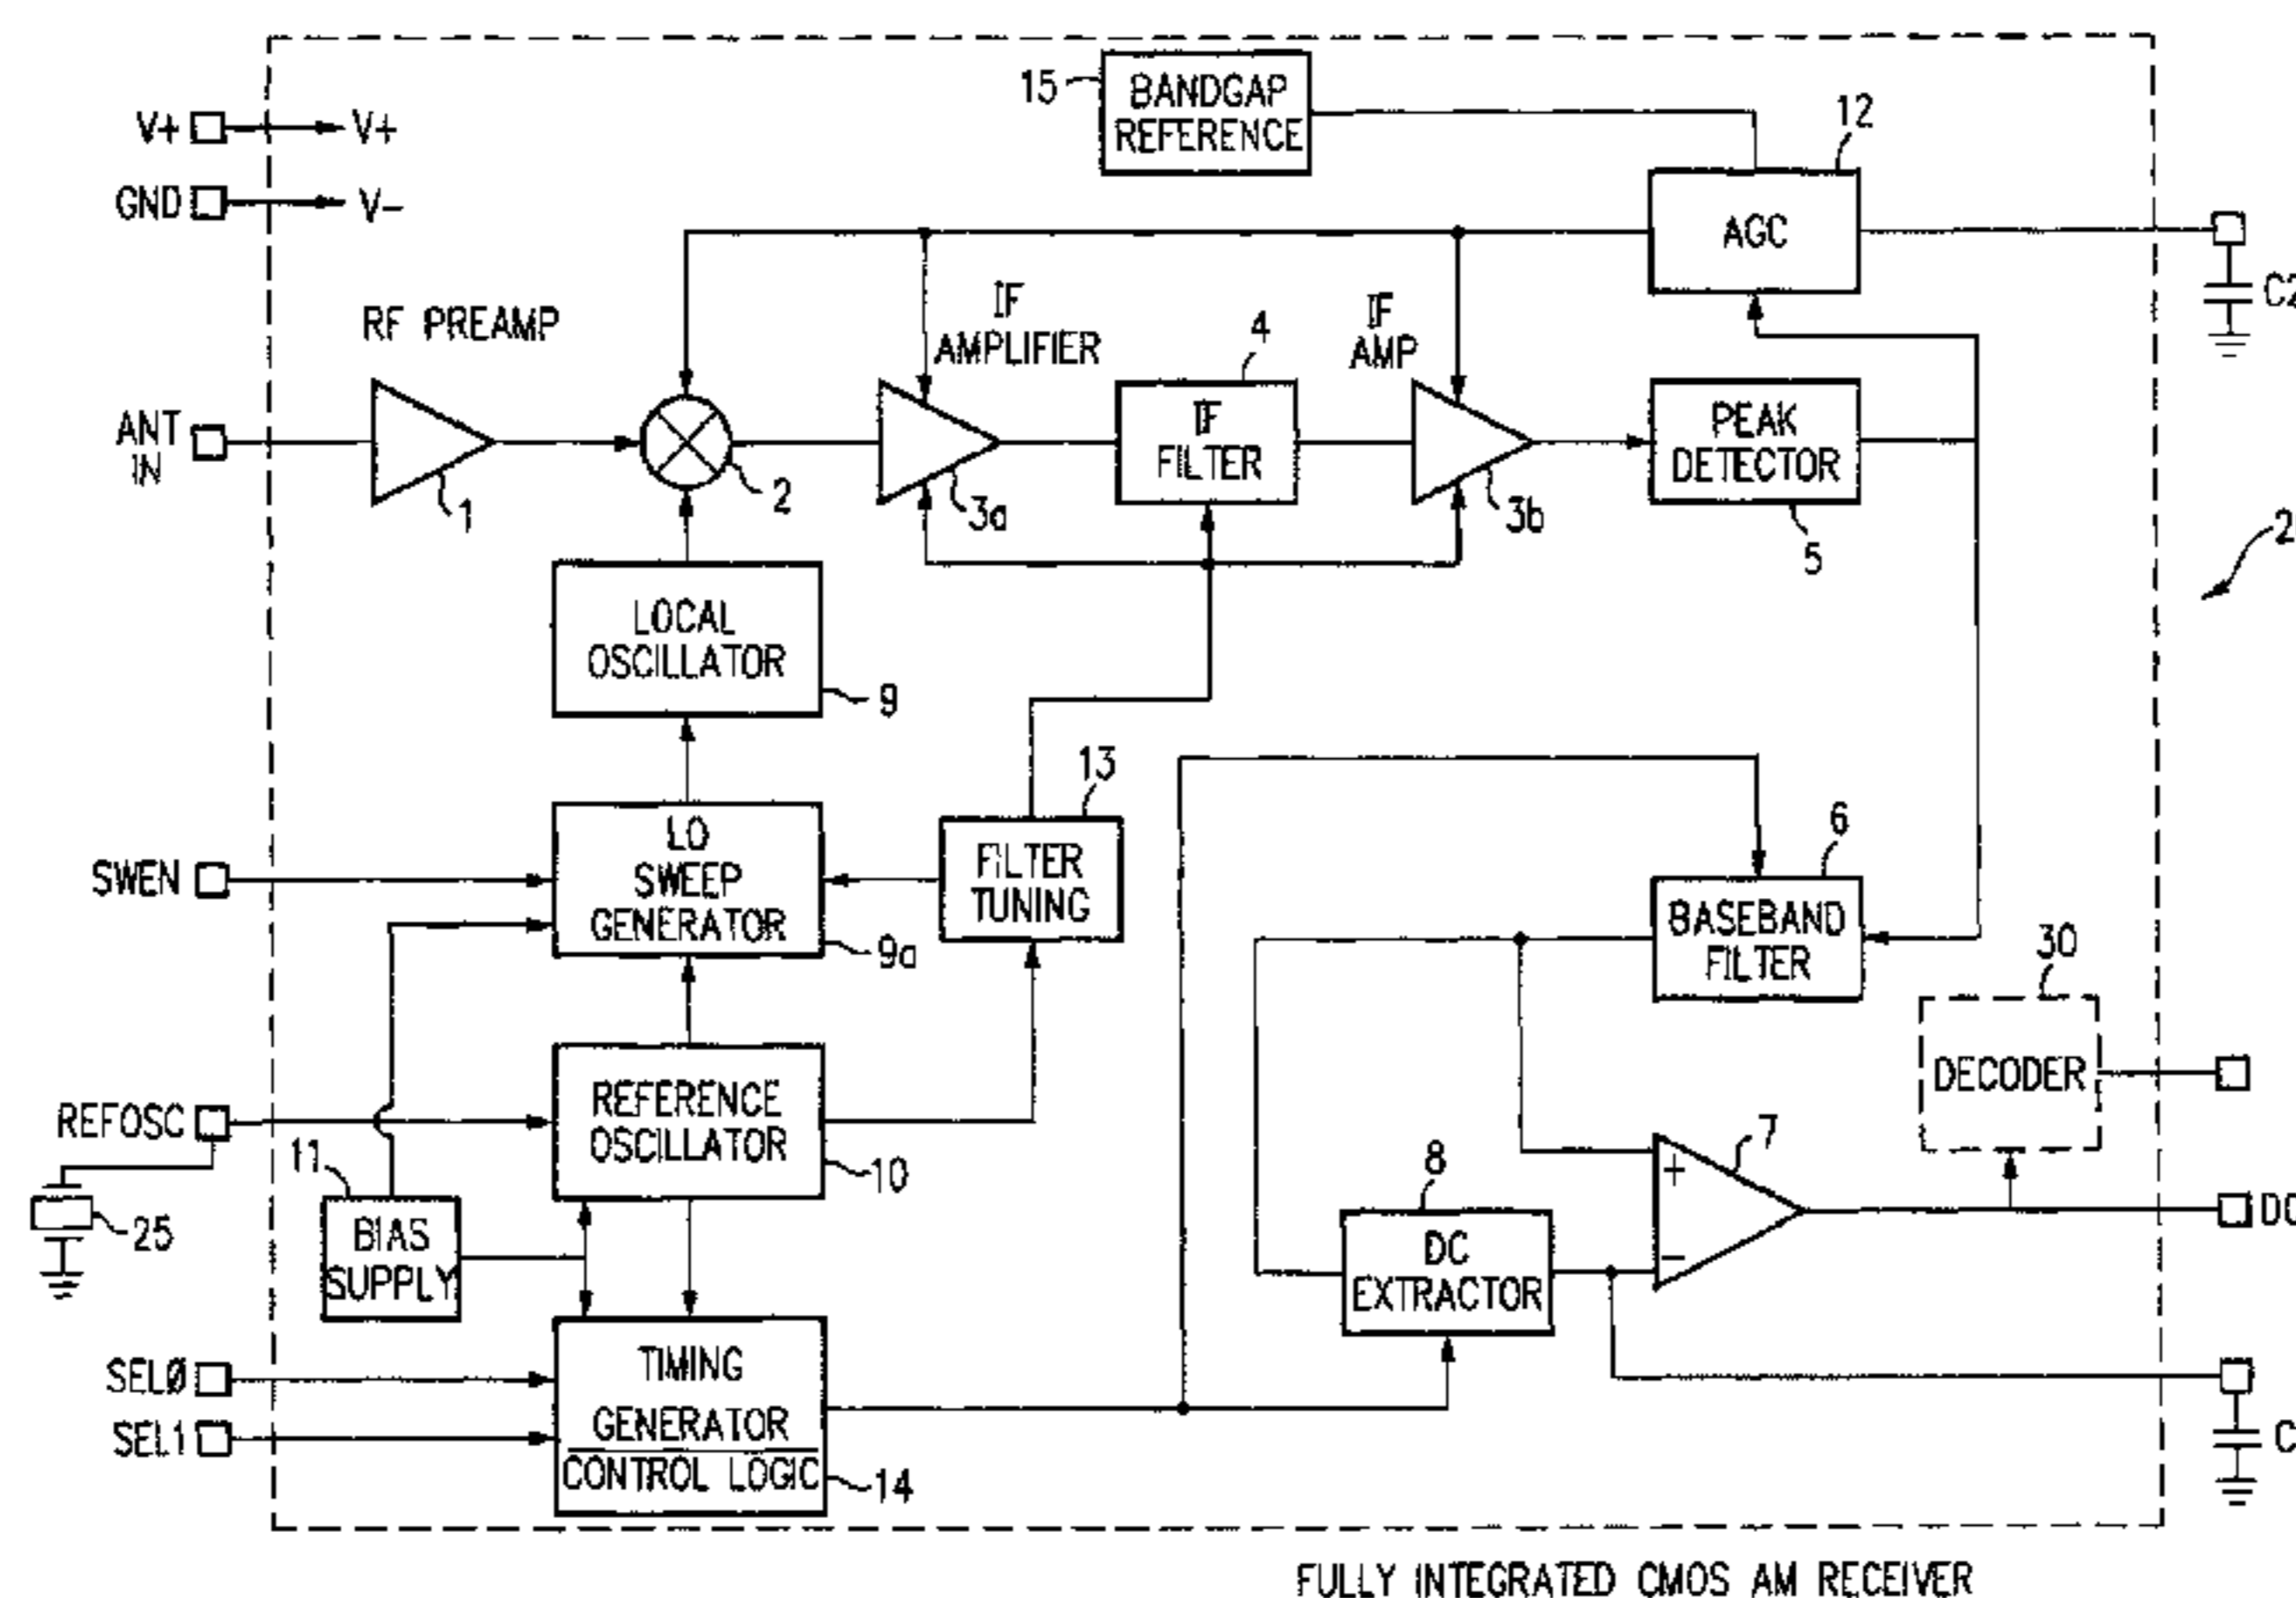 15
BANDGAP
REFERENCE
12
V+
V+
GND
V-
AGC
RF PREAMP
IF
AMPLIFIER
4
IF
AMP
ANT
IN
IF
FILTER
PEAK
DETECTOR
1
2
3a
3b
5
2
LOCAL
OSCILLATOR
9
13
6
LO
SWEEP
GENERATOR
9a
SWEN
FILTER
TUNING
BASEBAND
FILTER
30
DECODER
REFOSC
REFERENCE
OSCILLATOR
10
11
25
BIAS
SUPPLY
8
7
+
-
DC
EXTRACTOR
SELØ
SEL1
TIMING
GENERATOR
CONTROL LOGIC
14
C
FULLY INTEGRATED CMOS AM RECEIVER